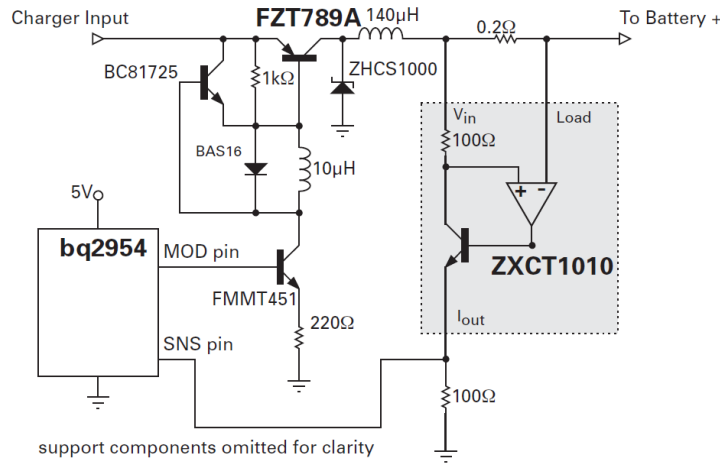 Charger Input
FZT789A
140µH
0.2Ω
To Battery +
BC81725
1kΩ
ZHCS1000
Vin
Load
100Ω
BAS16
10µH
+
-
5V
bq2954
MOD pin
ZXCT1010
FMMT451
220Ω
Iout
SNS pin
100Ω
support components omitted for clarity